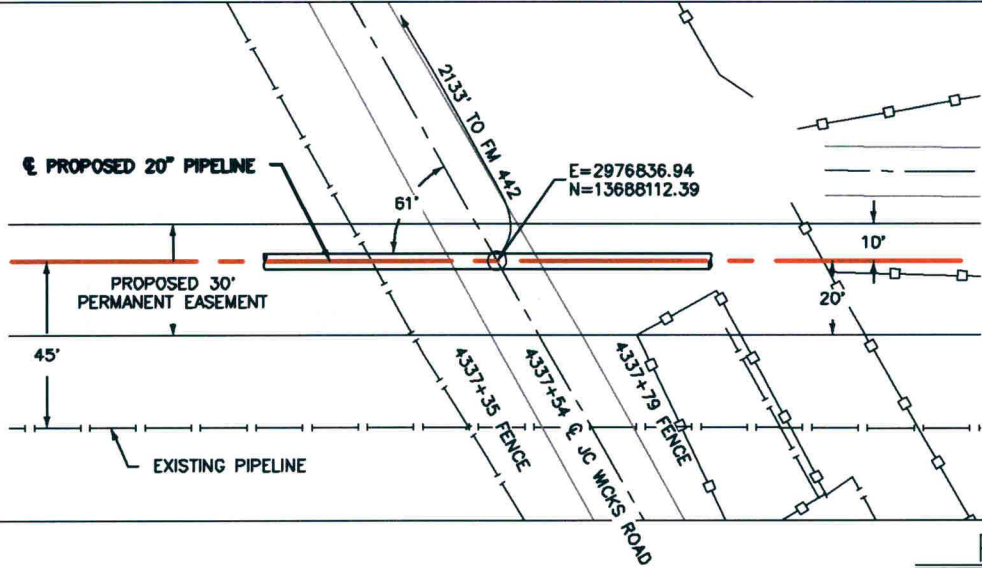 2133' TO FM 442
℄ PROPOSED 20" PIPELINE
E=2976836.94
N=13688112.39
61°
10'
PROPOSED 30'
PERMANENT EASEMENT
20'
45'
4337+35 FENCE
4337+54 ℄ JC WICKS ROAD
4337+79 FENCE
EXISTING PIPELINE